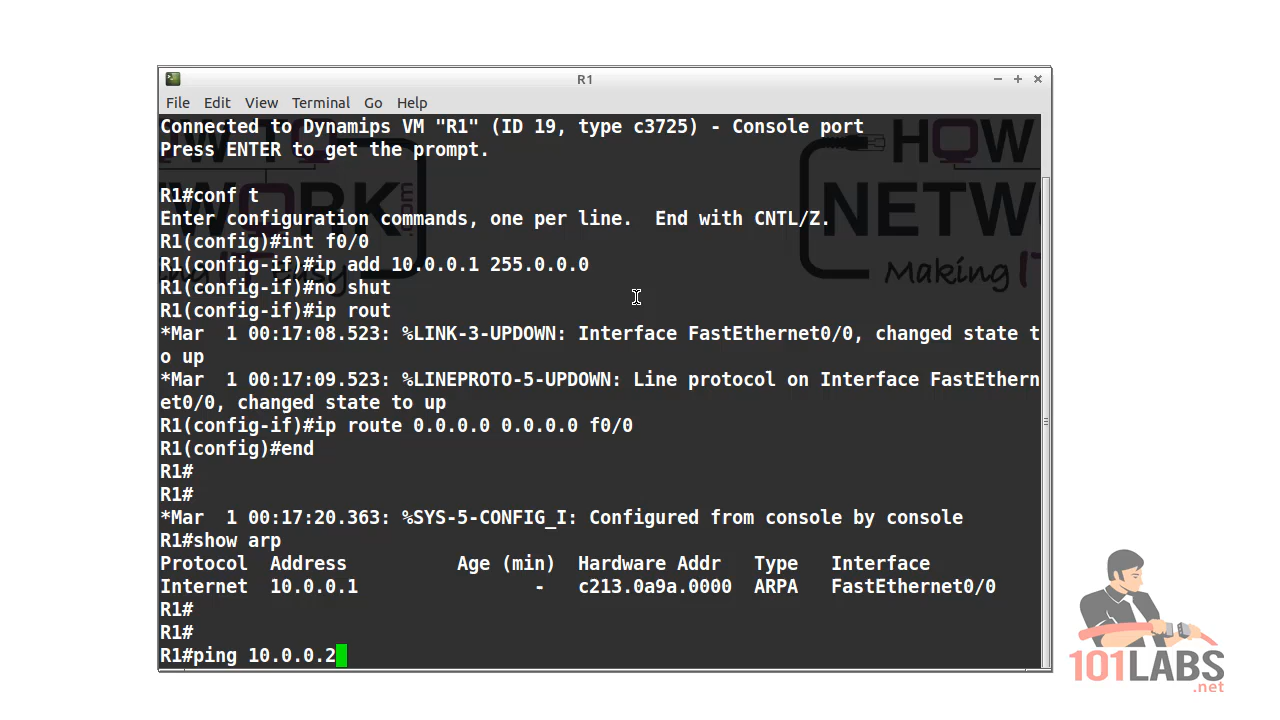 R1
File Edit View Terminal Go Help
Connected to Dynamips VM "R1" (ID 19, type c3725) - Console port
Press ENTER to get the prompt.
R1#conf t
Enter configuration commands, one per line.  End with CNTL/Z.
R1(config)#int f0/0
R1(config-if)#ip add 10.0.0.1 255.0.0.0
R1(config-if)#no shut
R1(config-if)#ip rout
*Mar  1 00:17:08.523: %LINK-3-UPDOWN: Interface FastEthernet0/0, changed state t
o up
*Mar  1 00:17:09.523: %LINEPROTO-5-UPDOWN: Line protocol on Interface FastEthern
et0/0, changed state to up
R1(config-if)#ip route 0.0.0.0 0.0.0.0 f0/0
R1(config)#end
R1#
R1#
*Mar  1 00:17:20.363: %SYS-5-CONFIG_I: Configured from console by console
R1#show arp
Protocol  Address          Age (min)  Hardware Addr   Type   Interface
Internet  10.0.0.1                -   c213.0a9a.0000  ARPA   FastEthernet0/0
R1#
R1#
R1#ping 10.0.0.2
HOW
NETW
Making IT
.com
101LABS
.net